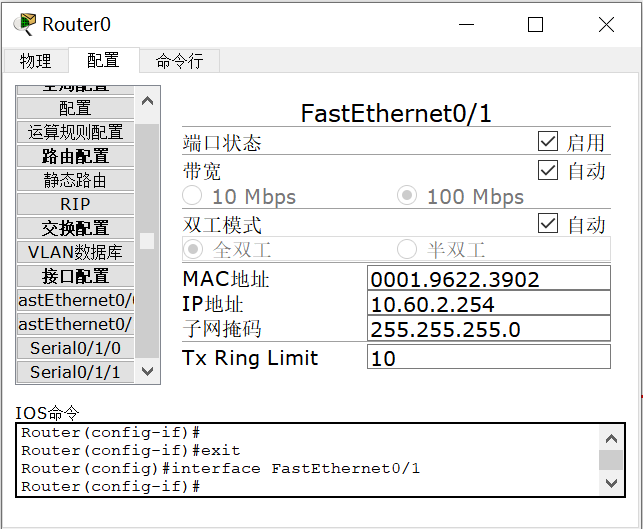 Router0
物理 配置 命令行
全局配置
配置
运算规则配置
路由配置
静态路由
RIP
交换配置
VLAN数据库
接口配置
astEthernet0/0
astEthernet0/
Serial0/1/0
Serial0/1/1
FastEthernet0/1
端口状态 启用
带宽 自动
10 Mbps 100 Mbps
双工模式 自动
全双工 半双工
MAC地址 0001.9622.3902
IP地址 10.60.2.254
子网掩码 255.255.255.0
Tx Ring Limit 10
IOS命令
Router(config-if)#
Router(config-if)#exit
Router(config)#interface FastEthernet0/1
Router(config-if)#